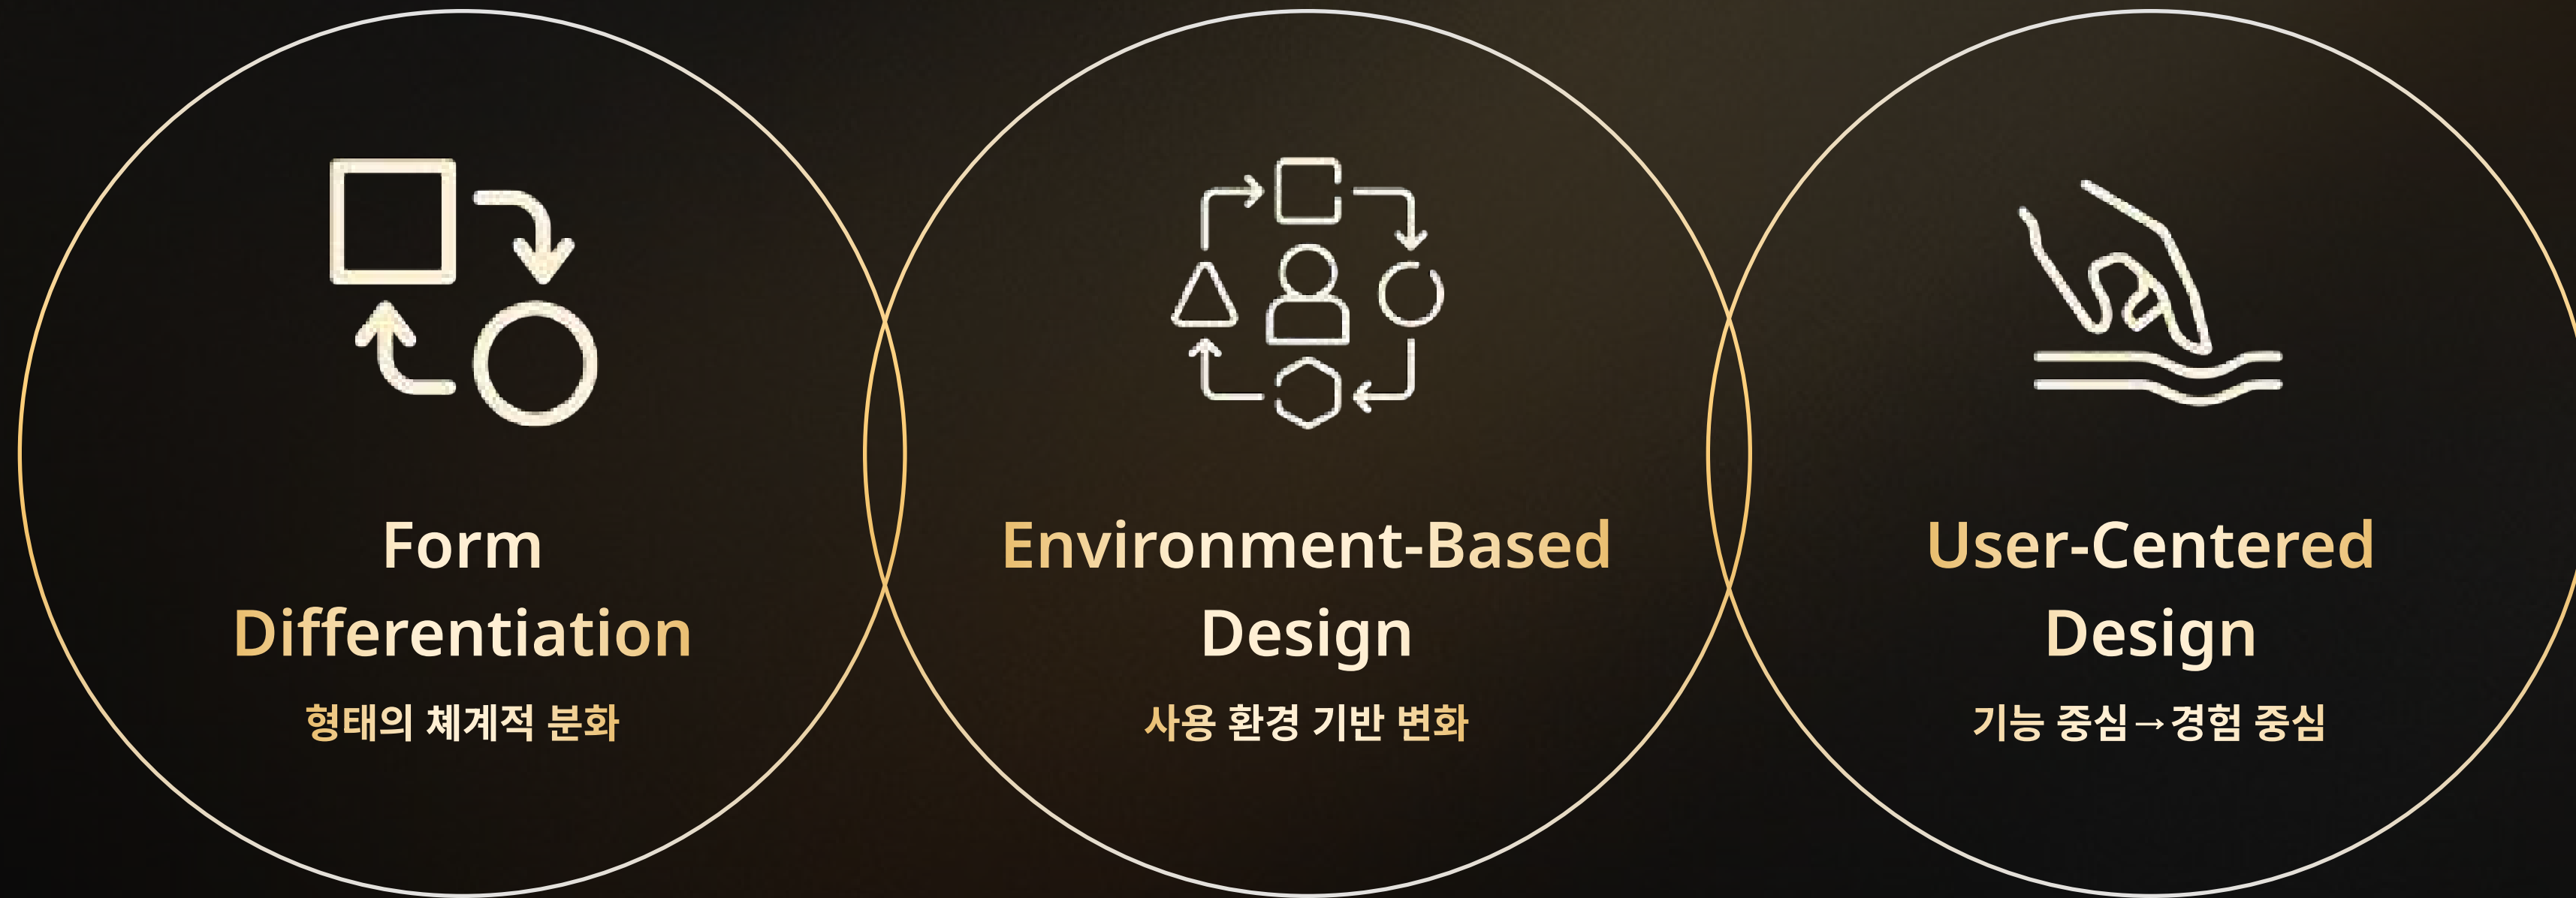 Form
Differentiation
형태의 체계적 분화
Environment-Based
Design
사용 환경 기반 변화
User-Centered
Design
기능 중심→경험 중심